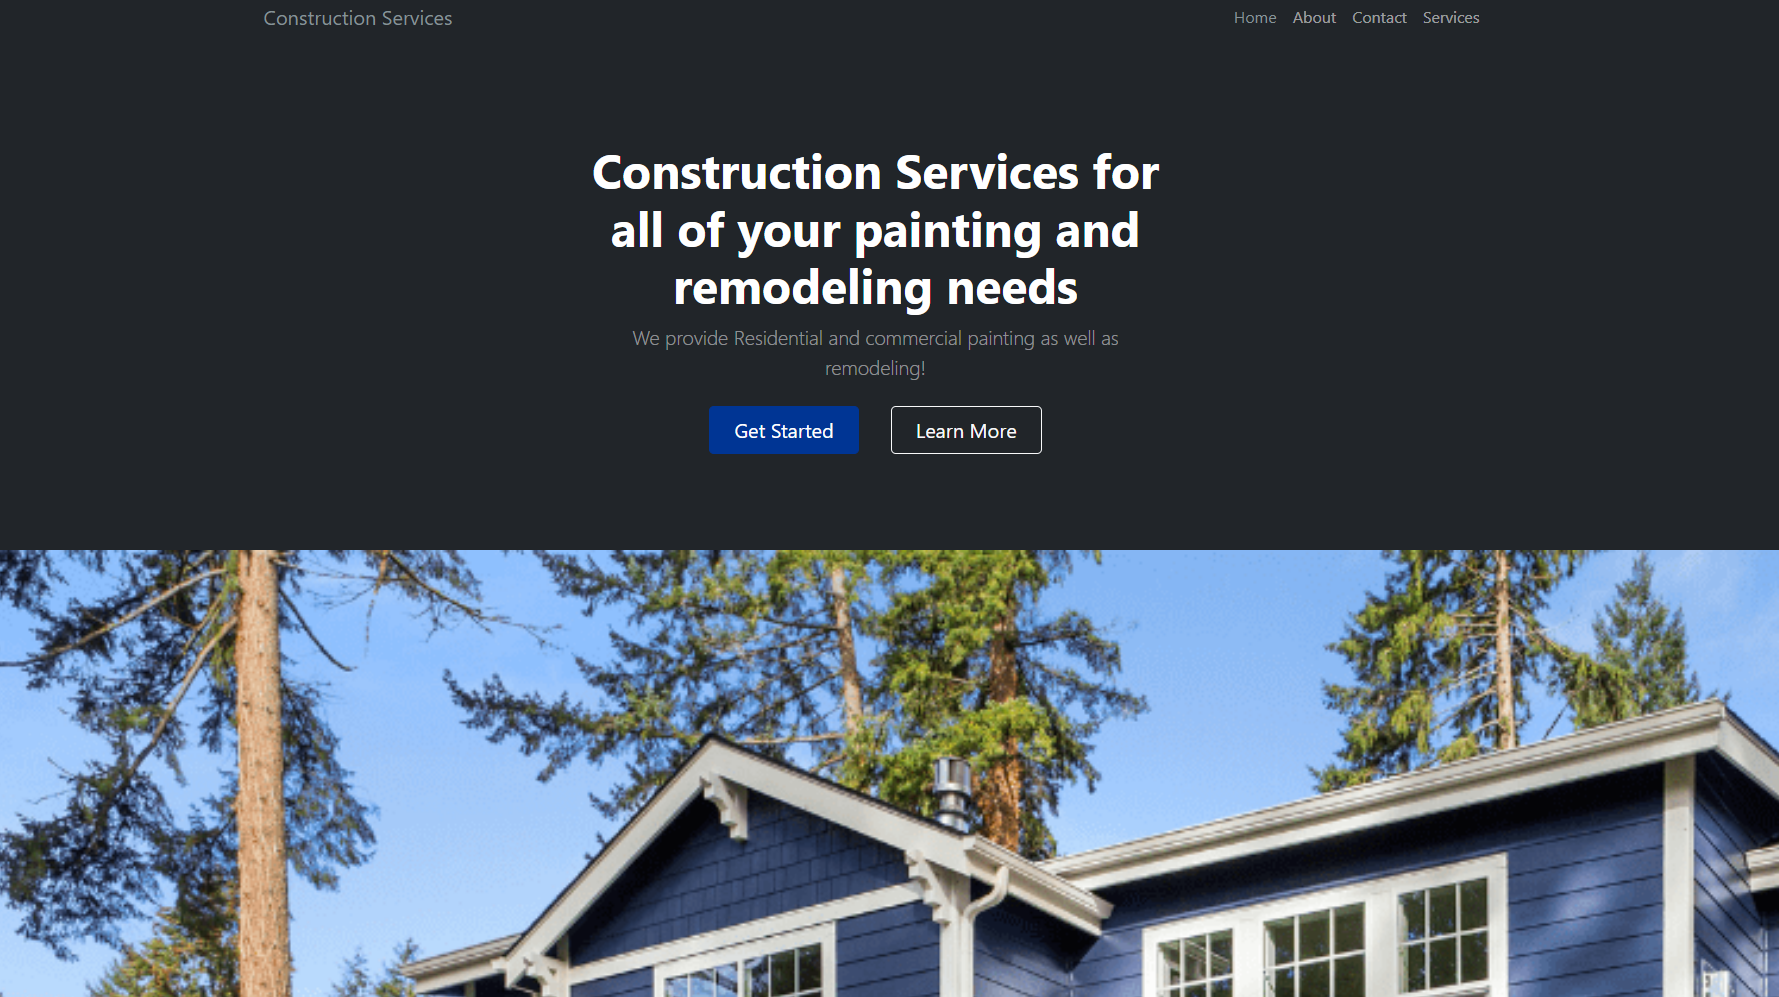 Construction Services
Home About Contact Services
Construction Services for
all of your painting and
remodeling needs
We provide Residential and commercial painting as well as
remodeling!
Get Started
Learn More